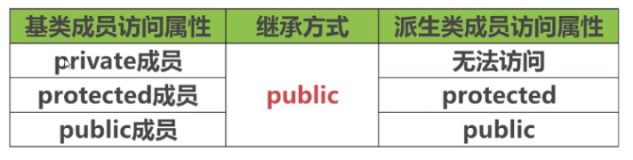 基类成员访问属性 继承方式 派生类成员访问属性
private成员 无法访问
protected成员 public protected
public成员 public